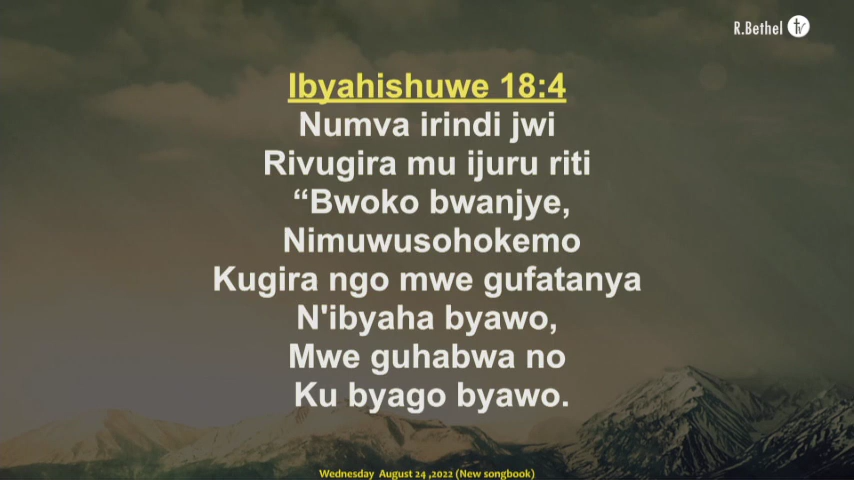 R.Bethel tv
Ibyahishuwe 18:4
Numva irindi jwi
Rivugira mu ijuru riti
“Bwoko bwanjye,
Nimuwusohokemo
Kugira ngo mwe gufatanya
N'ibyaha byawo,
Mwe guhabwa no
Ku byago byawo.
Wednesday August 24 ,2022 (New songbook)